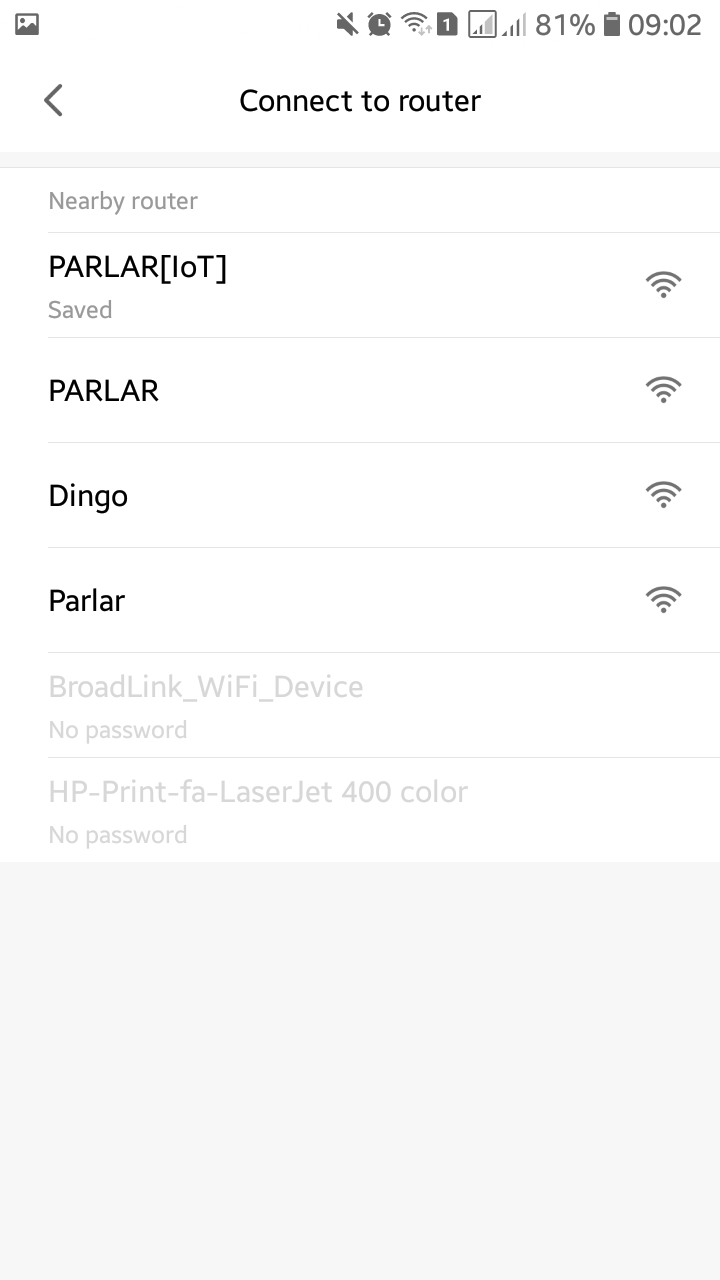 1 81% 09:02
Connect to router
Nearby router
PARLAR[IoT]
Saved
PARLAR
Dingo
Parlar
BroadLink_WiFi_Device
No password
HP-Print-fa-LaserJet 400 color
No password